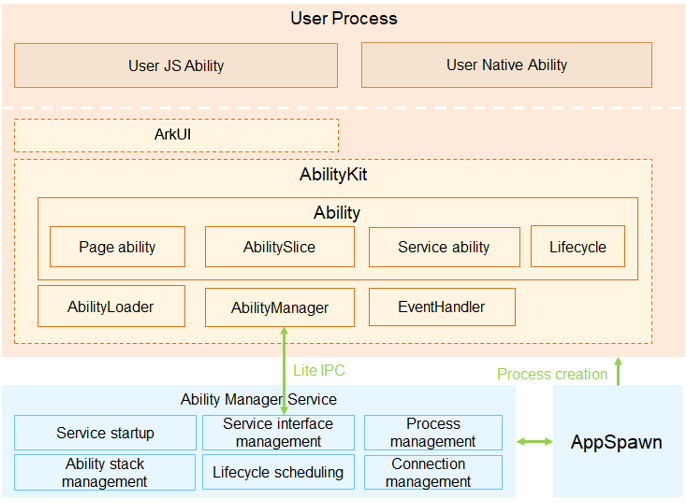 User Process
User JS Ability
User Native Ability
ArkUI
AbilityKit
Ability
Page ability
AbilitySlice
Service ability
Lifecycle
AbilityLoader
AbilityManager
EventHandler
Lite IPC
Process creation
Ability Manager Service
Service startup
Service interface
management
Process
management
Ability stack
management
Lifecycle scheduling
Connection
management
AppSpawn